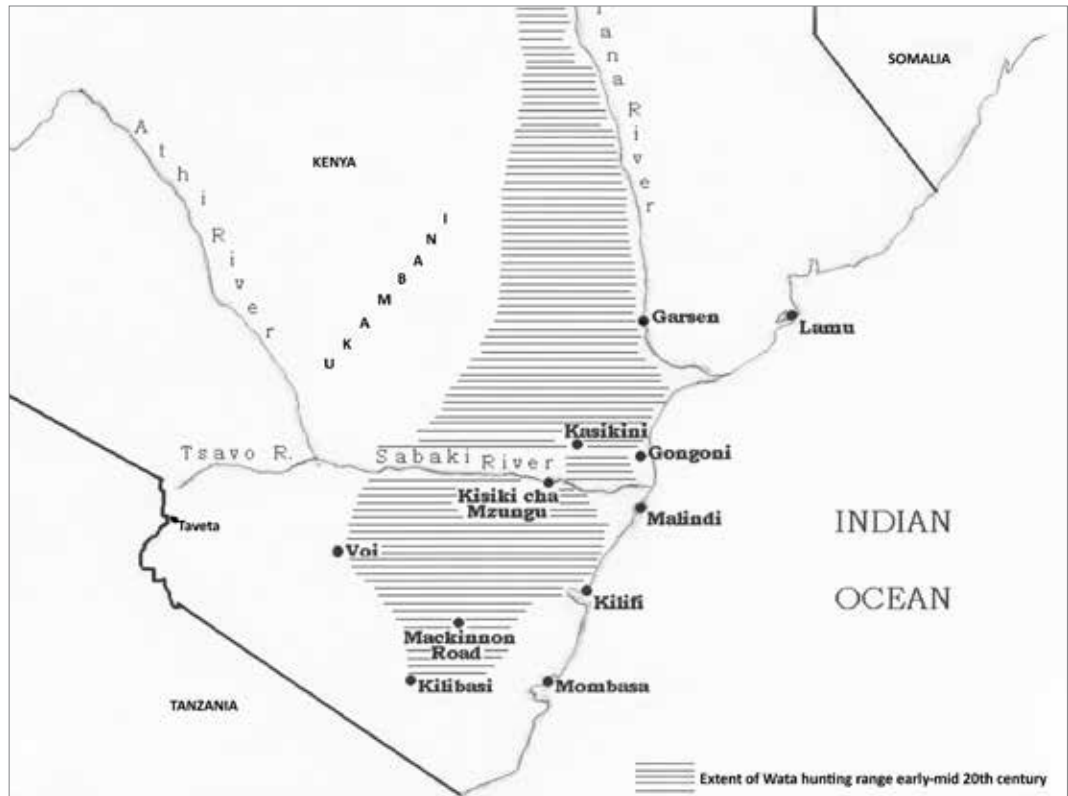 iana River
SOMALIA
Athi River
KENYA
UKAMBANI
Garsen
Lamu
Kasikini
Tsavo R.
Sabaki River
Gongoni
Kisiki cha
Mzungu
Malindi
INDIAN
OCEAN
Taveta
Voi
Kilifi
Mackinnon
Road
Kilibasi
Mombasa
TANZANIA
Extent of Wata hunting range early-mid 20th century